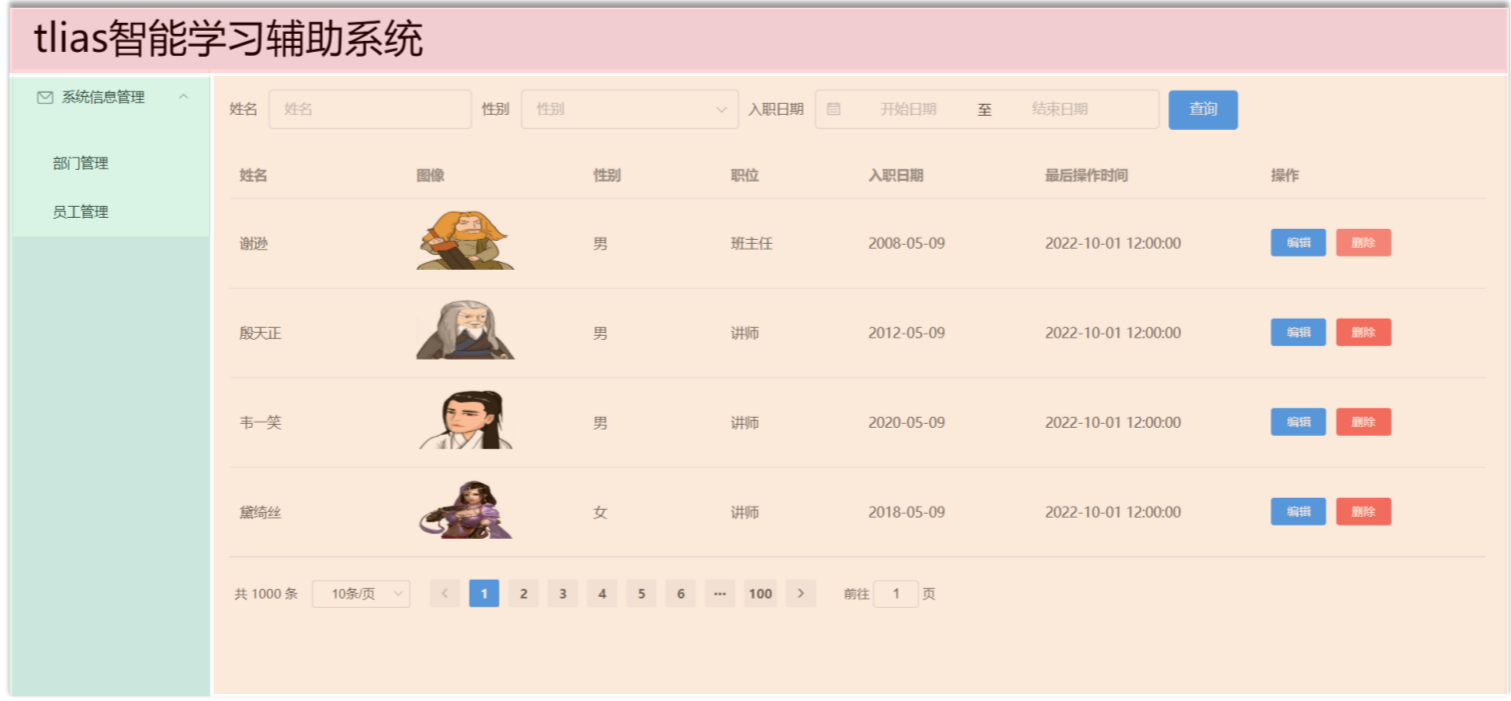 tlias智能学习辅助系统
系统信息管理
部门管理
员工管理
姓名 姓名 性别 性别 入职日期 开始日期 至 结束日期 查询
姓名 图像 性别 职位 入职日期 最后操作时间 操作
谢逊 男 班主任 2008-05-09 2022-10-01 12:00:00 编辑 删除
殷天正 男 讲师 2012-05-09 2022-10-01 12:00:00 编辑 删除
韦一笑 男 讲师 2020-05-09 2022-10-01 12:00:00 编辑 删除
黛绮丝 女 讲师 2018-05-09 2022-10-01 12:00:00 编辑 删除
共 1000 条 10条/页 < 1 2 3 4 5 6 ··· 100 > 前往 1 页